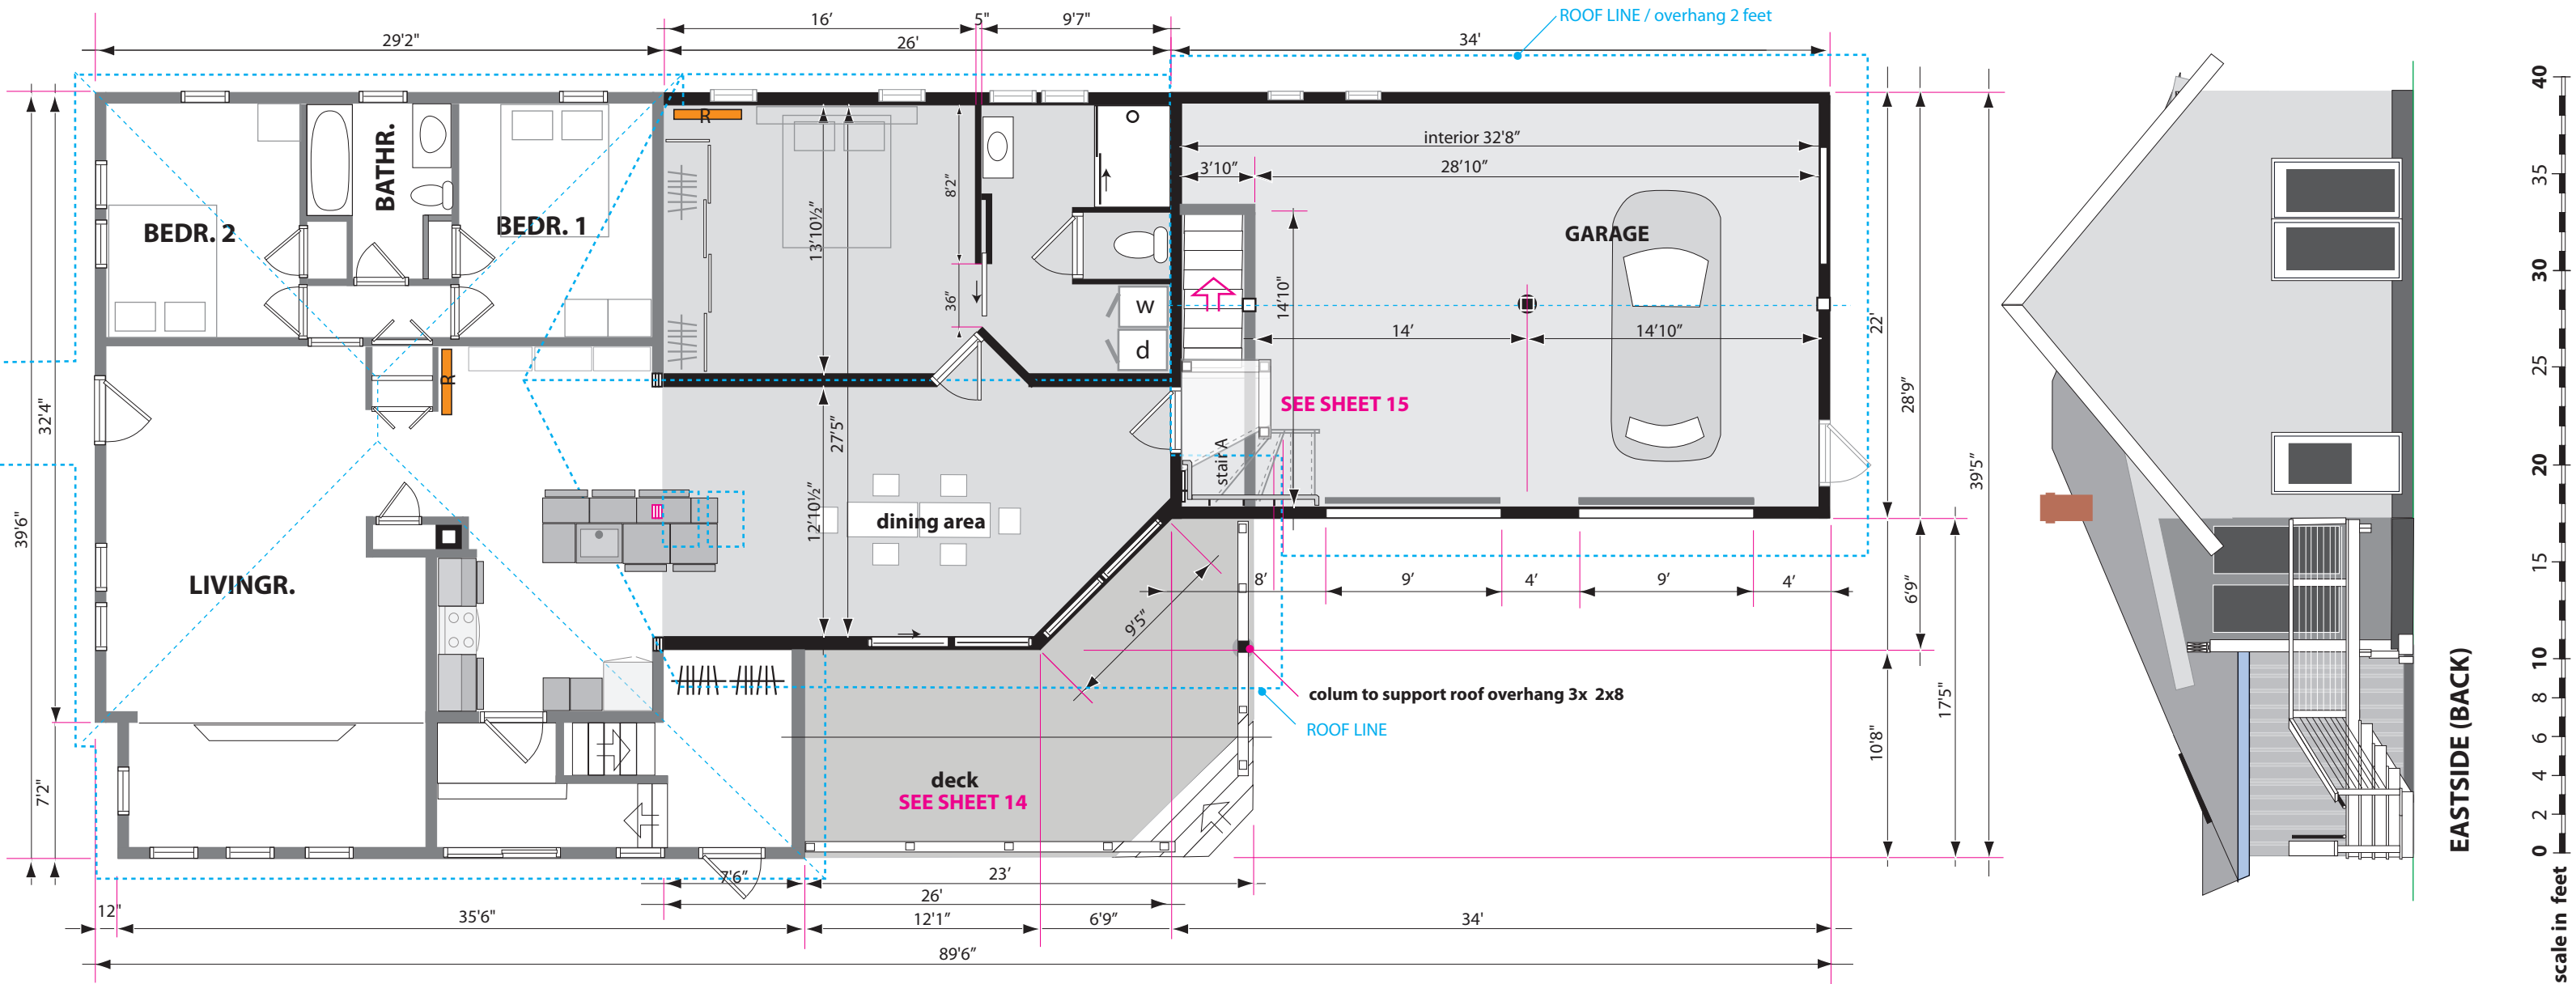 ROOF LINE / overhang 2 feet
16’
5"
9'7"
29'2"
26'
34'
40
R
interior 32'8”
3’10”
28’10”
35
BATHR.
8'2”
BEDR. 2
BEDR. 1
13’10½”
GARAGE
30
36”
14’10”
w
d
14’
14’10”
22’
28’9”
25
R
32'4"
27’5”
SEE SHEET 15
stair A
39’5”
20
39'6"
12’10½”
dining area
LIVINGR.
8’
9’
4’
9’
4’
6’9”
15
9’5”
colum to support roof overhang 3x 2x8
ROOF LINE
10'8"
17'5"
10
8
6
4
2
0
EASTSIDE (BACK)
scale in feet
deck
SEE SHEET 14
7'2"
7’6”
23’
26'
12"
35'6"
12’1”
6’9”
34'
89'6"